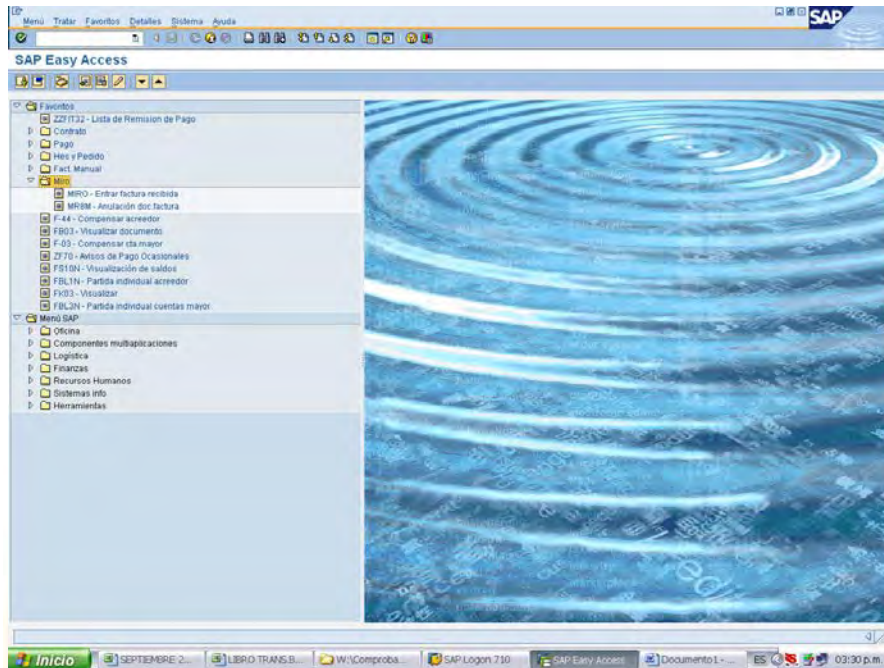 Menú Tratar Favoritos Detalles Sistema Ayuda
SAP
SAP Easy Access
Favoritos
ZZFIT32 - Lista de Remision de Pago
Contrato
Pago
Hes y Pedido
Fact. Manual
Miro
MIRO - Entrar factura recibida
MR8M - Anulación doc.factura
F-44 - Compensar acreedor
FB03 - Visualizar documento
F-03 - Compensar cta.mayor
ZF70 - Avisos de Pago Ocasionales
FS10N - Visualización de saldos
FBL1N - Partida individual acreedor
FK03 - Visualizar
FBL3N - Partida individual cuentas mayor
Menú SAP
Oficina
Componentes multiaplicaciones
Logística
Finanzas
Recursos Humanos
Sistemas info
Herramientas
Inicio SEPTIEMBRE 2... LIBRO TRANS.B... W:\Comproba... SAP Logon 710 SAP Easy Access Documento1 - ... ES 03:30 p.m.